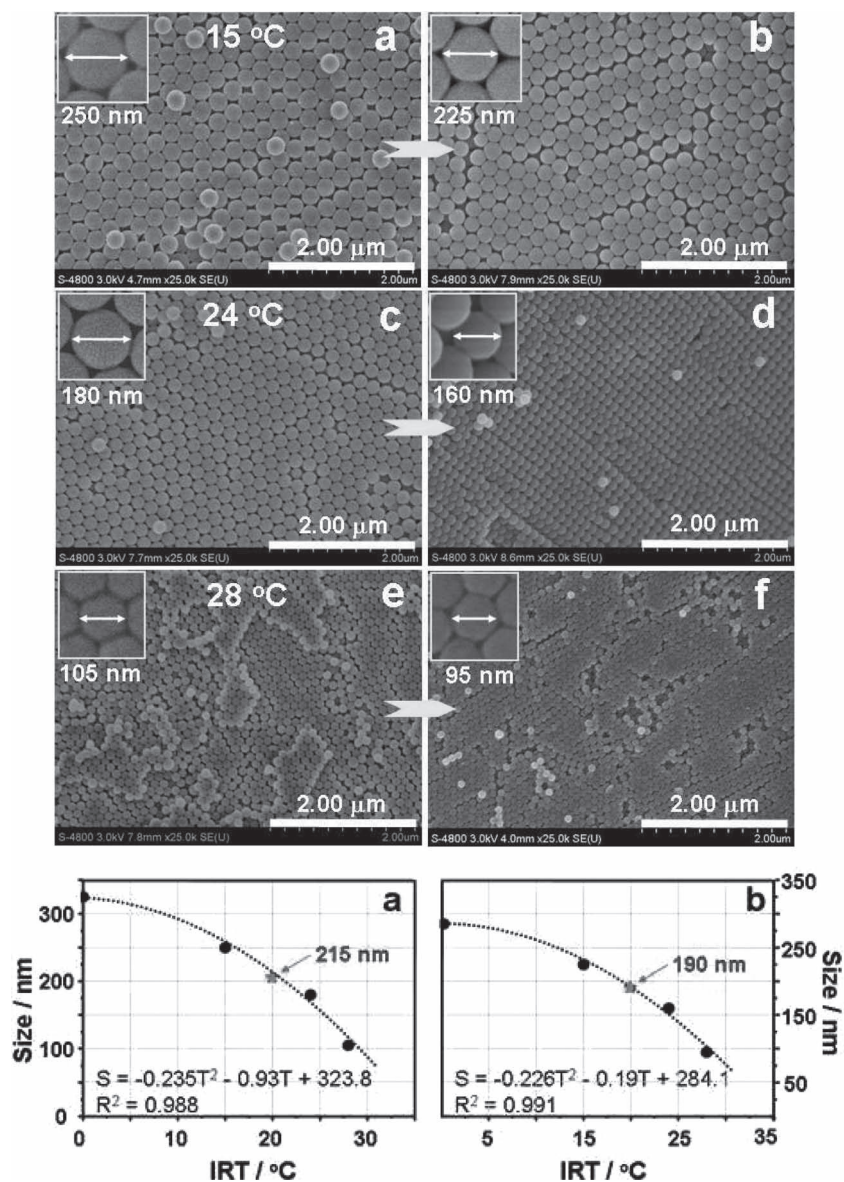 15 °C
a
b
250 nm
225 nm
2.00 µm
2.00 µm
S-4800 3.0kV 4.7mm x25.0k SE(U)
2.00um
S-4800 3.0kV 7.9mm x25.0k SE(U)
2.00um
24 °C
c
d
180 nm
160 nm
2.00 µm
2.00 µm
S-4800 3.0kV 7.7mm x25.0k SE(U)
2.00um
S-4800 3.0kV 8.6mm x25.0k SE(U)
2.00um
28 °C
e
f
105 nm
95 nm
2.00 µm
2.00 µm
S-4800 3.0kV 7.8mm x25.0k SE(U)
2.00um
S-4800 3.0kV 4.0mm x25.0k SE(U)
2.00um
Size / nm
300
200
100
0
a
215 nm
S = -0.235T² - 0.93T + 323.8
R² = 0.988
0
10
20
30
IRT / °C
b
190 nm
S = -0.226T² - 0.19T + 284.1
R² = 0.991
5
15
25
35
IRT / °C
350
250
150
50
Size / nm